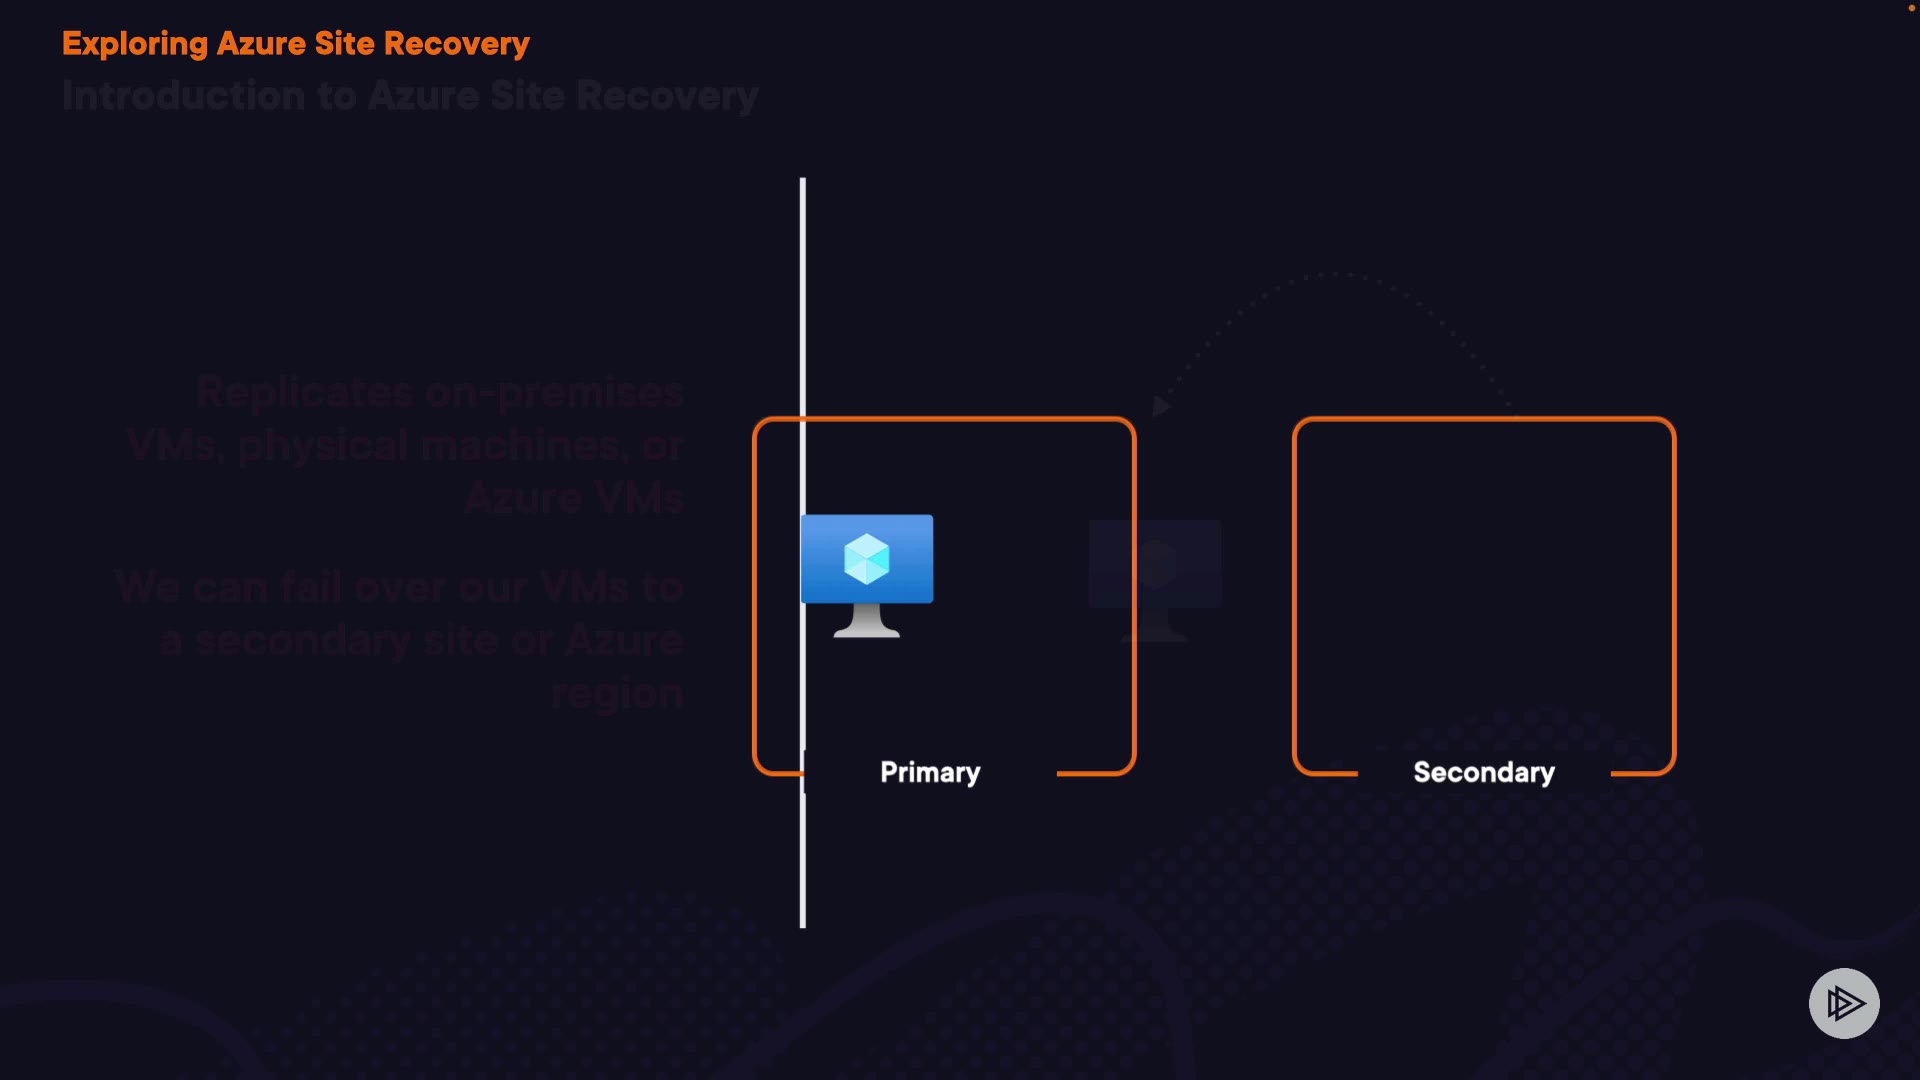 Exploring Azure Site Recovery
Introduction to Azure Site Recovery
Replicates on-premises
VMs, physical machines, or
Azure VMs
We can fail over our VMs to
a secondary site or Azure
region
Primary
Secondary